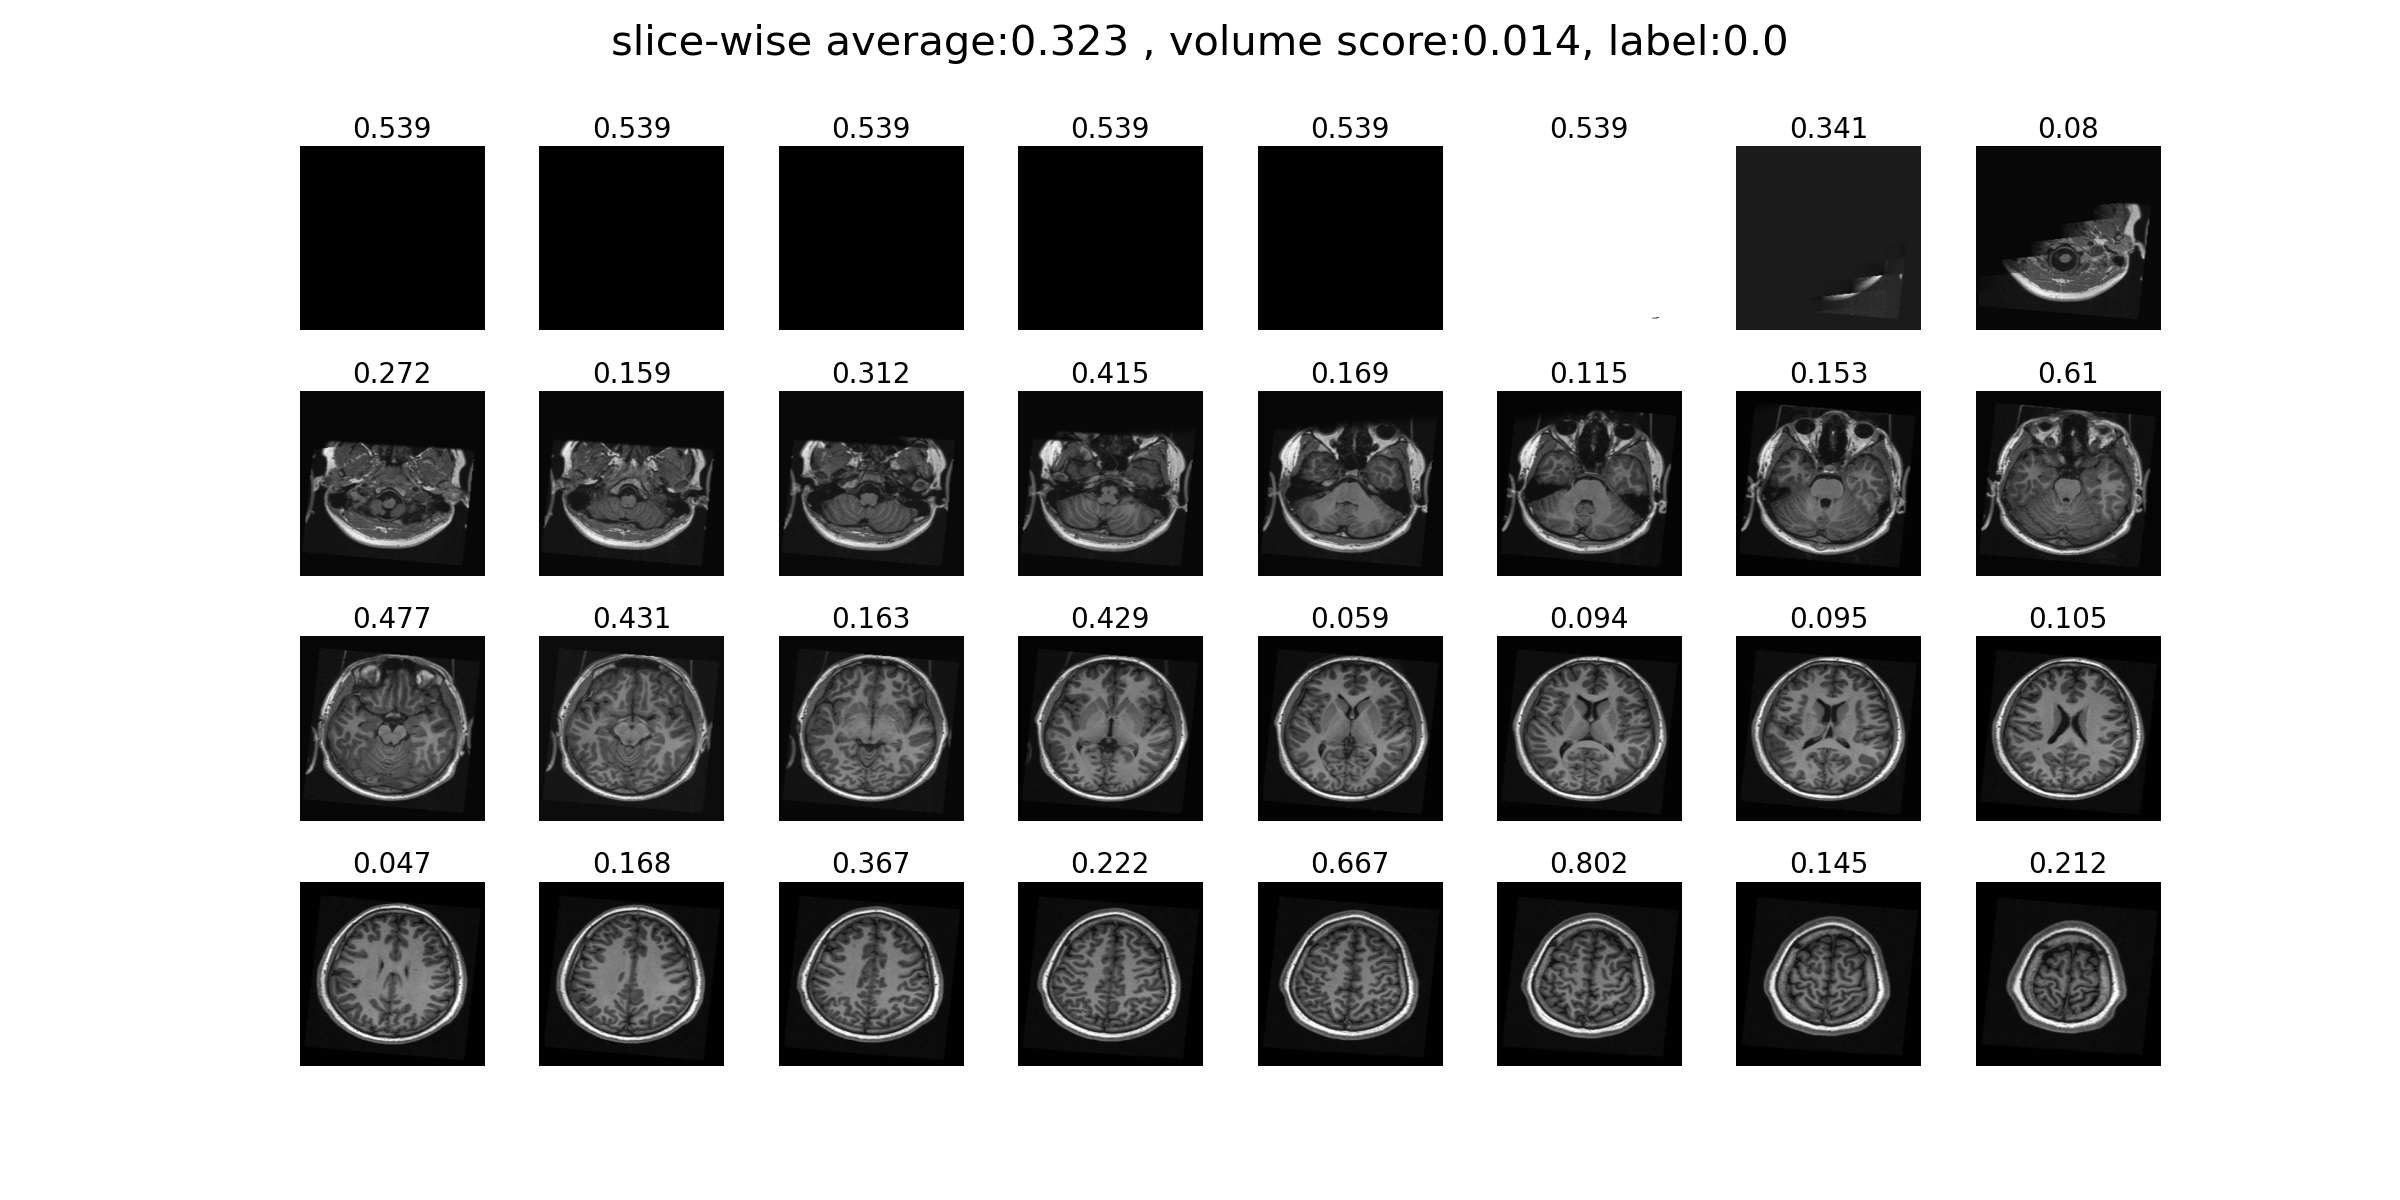 slice-wise average:0.323 , volume score:0.014, label:0.0
0.539 0.539 0.539 0.539 0.539 0.539 0.341 0.08
0.272 0.159 0.312 0.415 0.169 0.115 0.153 0.61
0.477 0.431 0.163 0.429 0.059 0.094 0.095 0.105
0.047 0.168 0.367 0.222 0.667 0.802 0.145 0.212